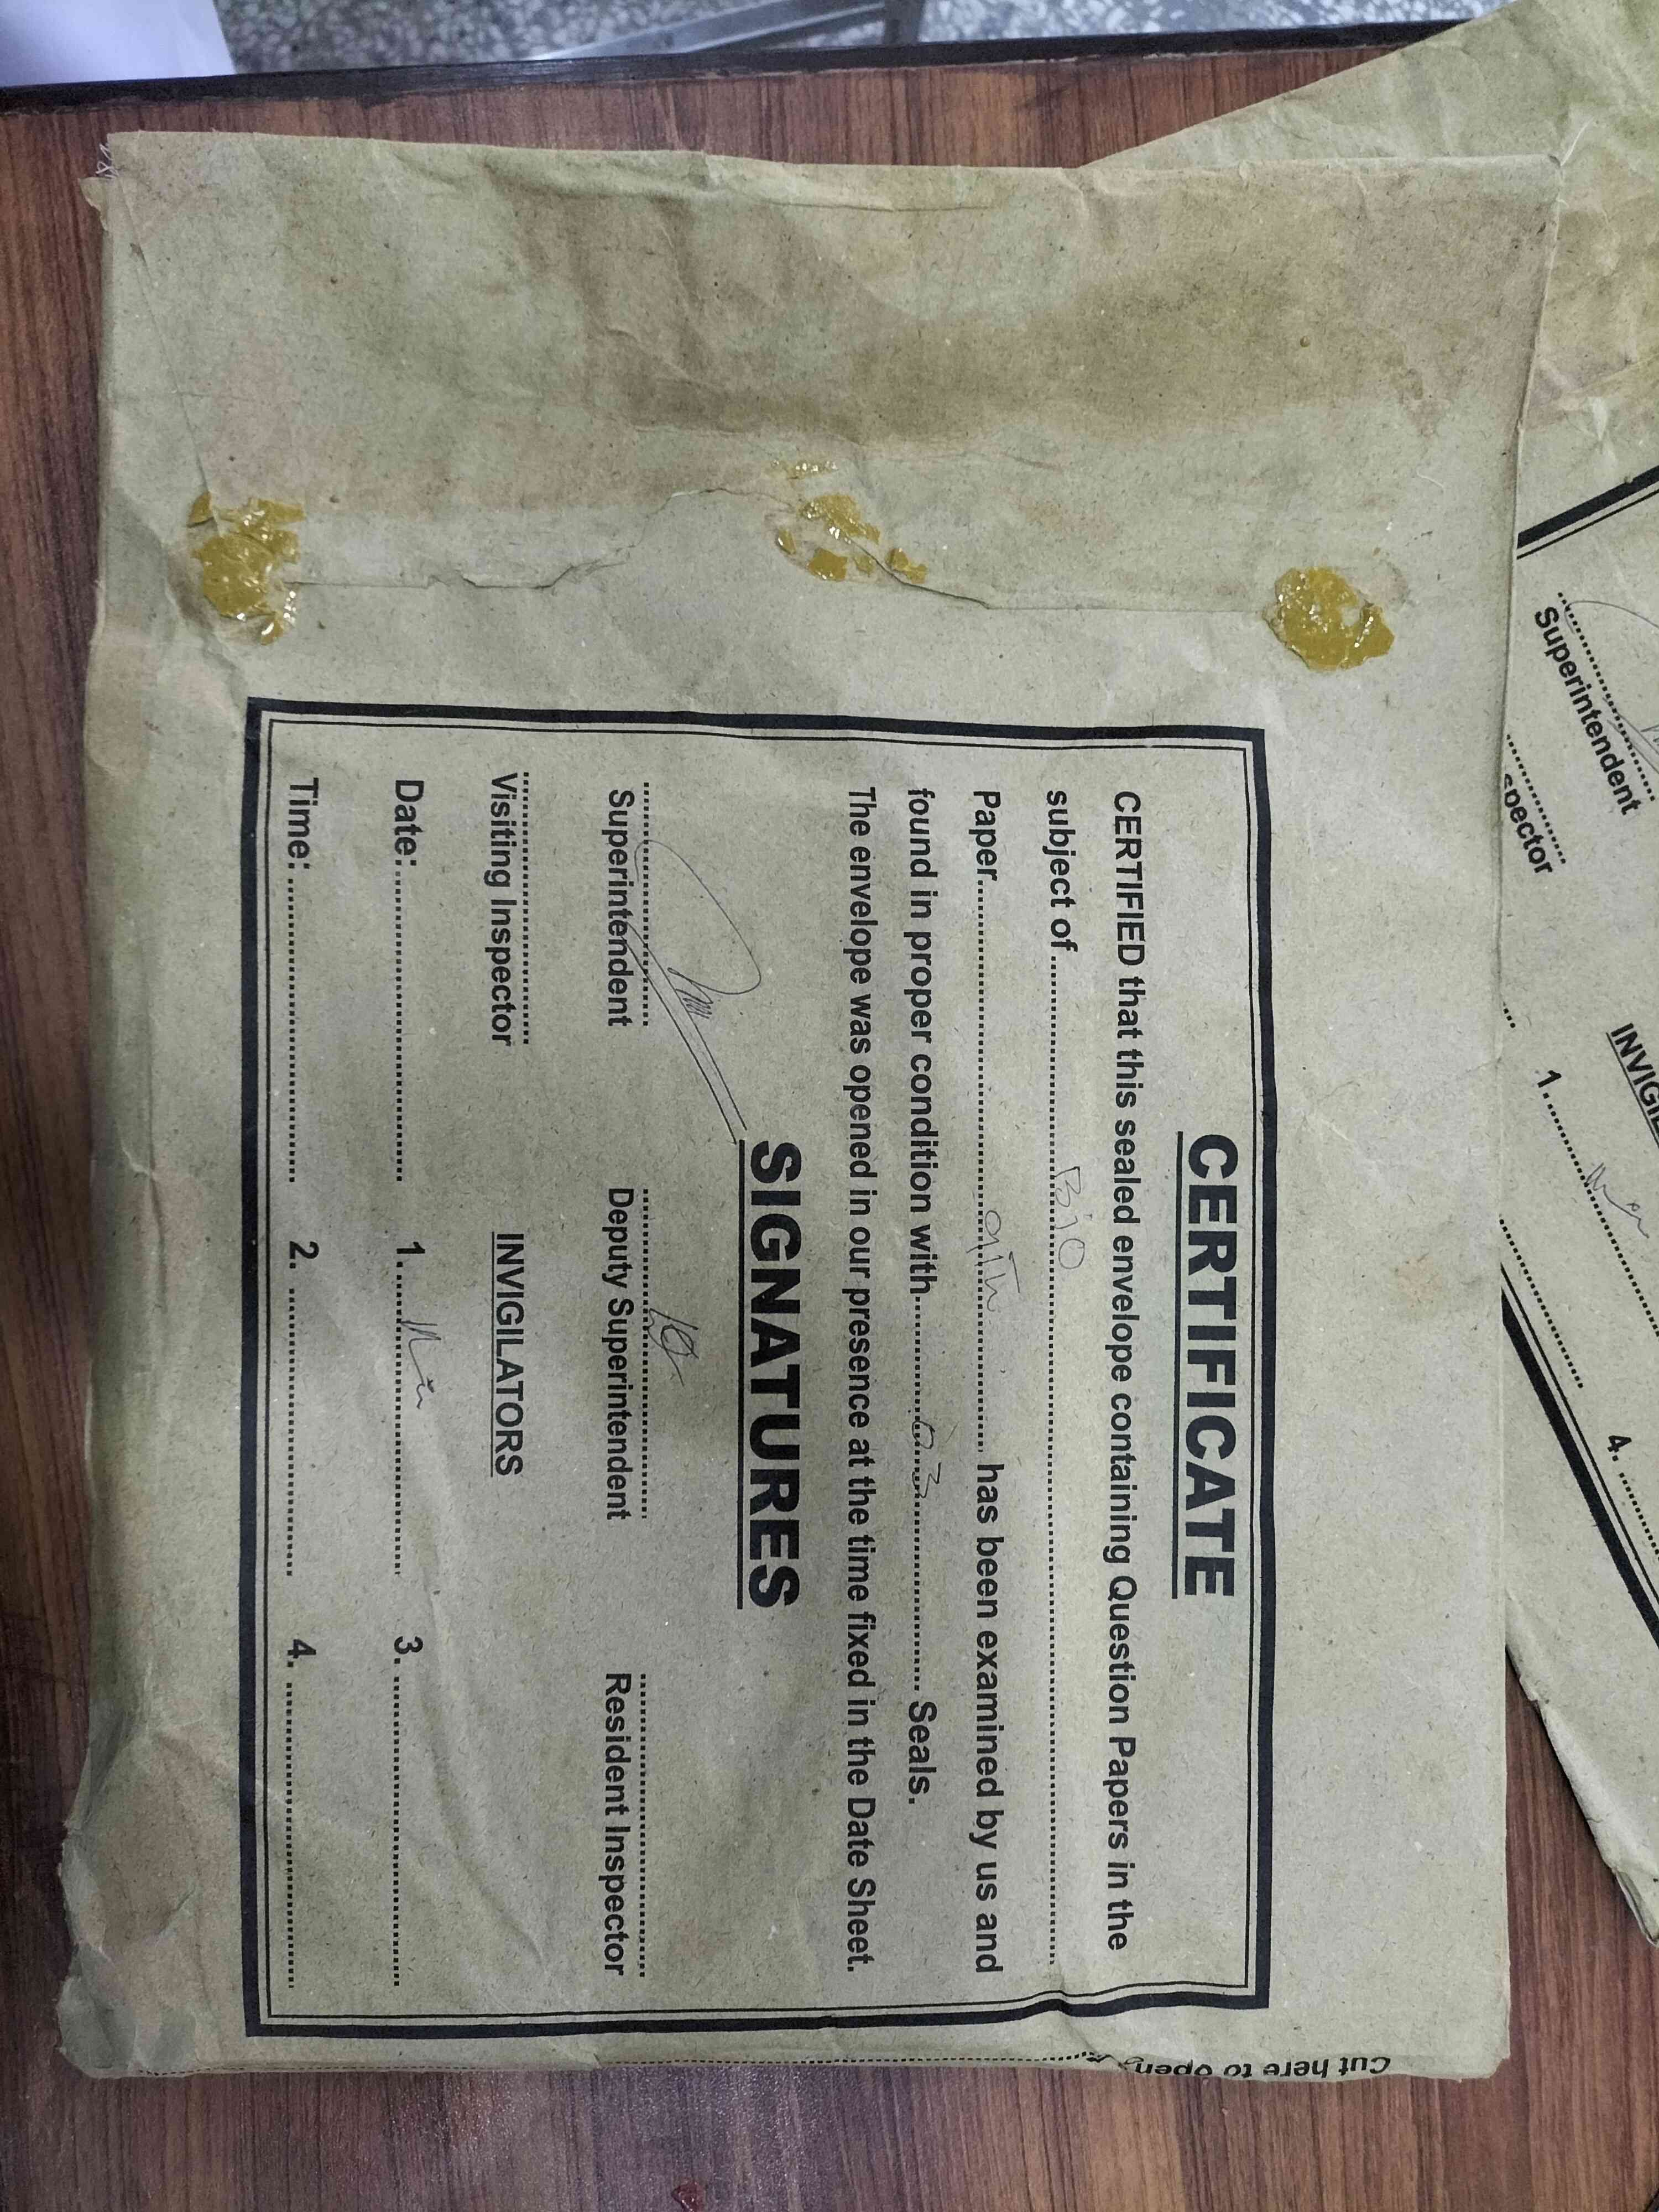 CERTIFICATE
CERTIFIED that this sealed envelope containing Question Papers in the
subject of .......... Bio ..........
Paper.......... 9th .......... has been examined by us and
found in proper condition with.......... 03 .......... Seals.
The envelope was opened in our presence at the time fixed in the Date Sheet.
SIGNATURES
Superintendent Deputy Superintendent Resident Inspector
Visiting Inspector INVIGILATORS
Date: .......... 1. .......... 3. ..........
Time: .......... 2. .......... 4. ..........
Cut here to open
Superintendent
spector
INVIGIL
1. ..........
4. ..........